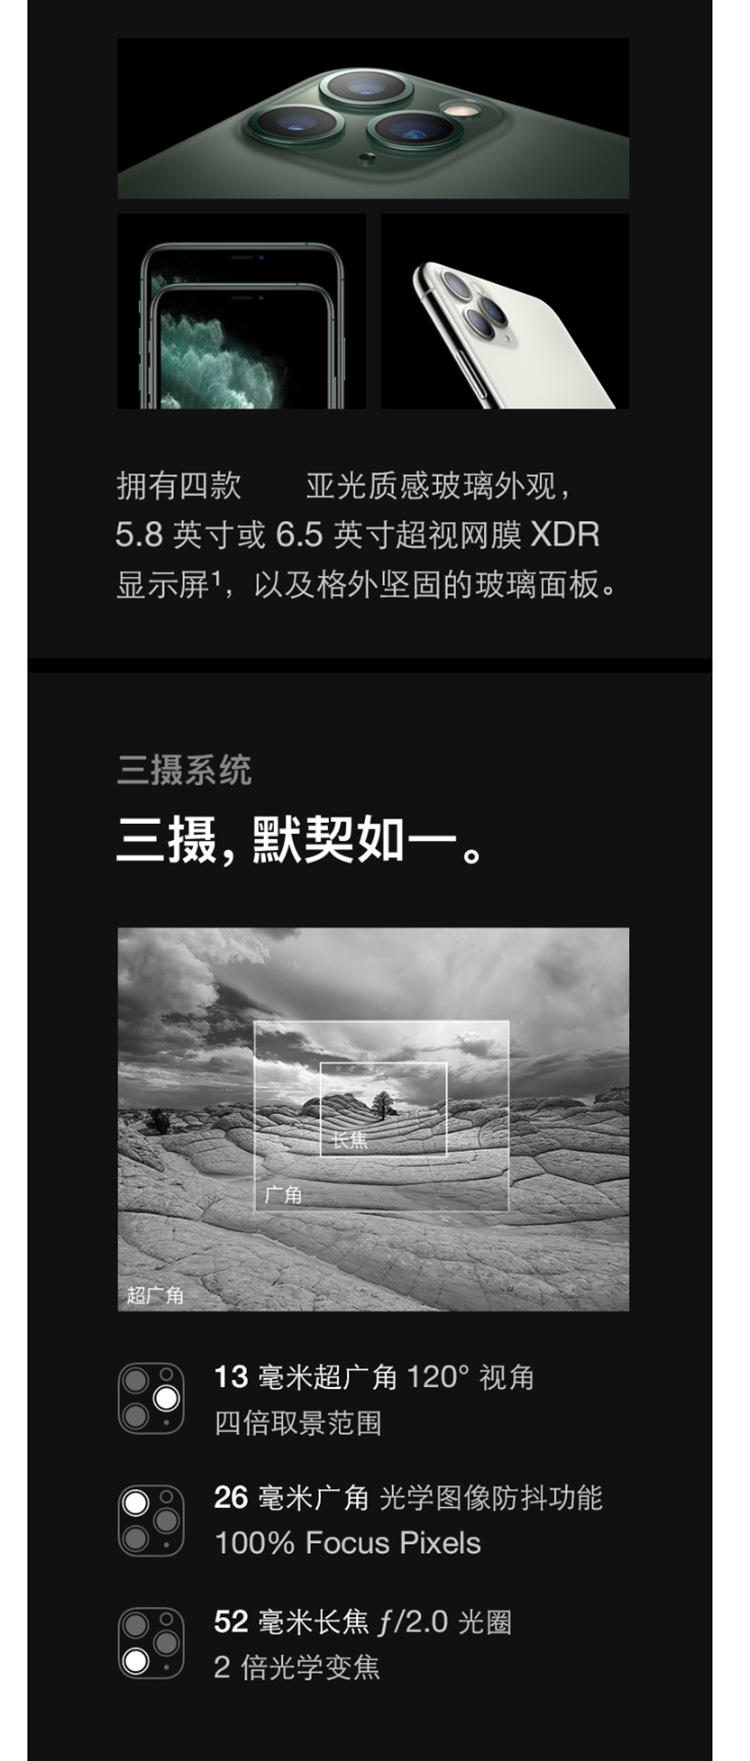 拥有四款 亚光质感玻璃外观，
5.8 英寸或 6.5 英寸超视网膜 XDR
显示屏¹，以及格外坚固的玻璃面板。
三摄系统
三摄，默契如一。
长焦
广角
超广角
13 毫米超广角 120° 视角
四倍取景范围
26 毫米广角 光学图像防抖功能
100% Focus Pixels
52 毫米长焦 ƒ/2.0 光圈
2 倍光学变焦